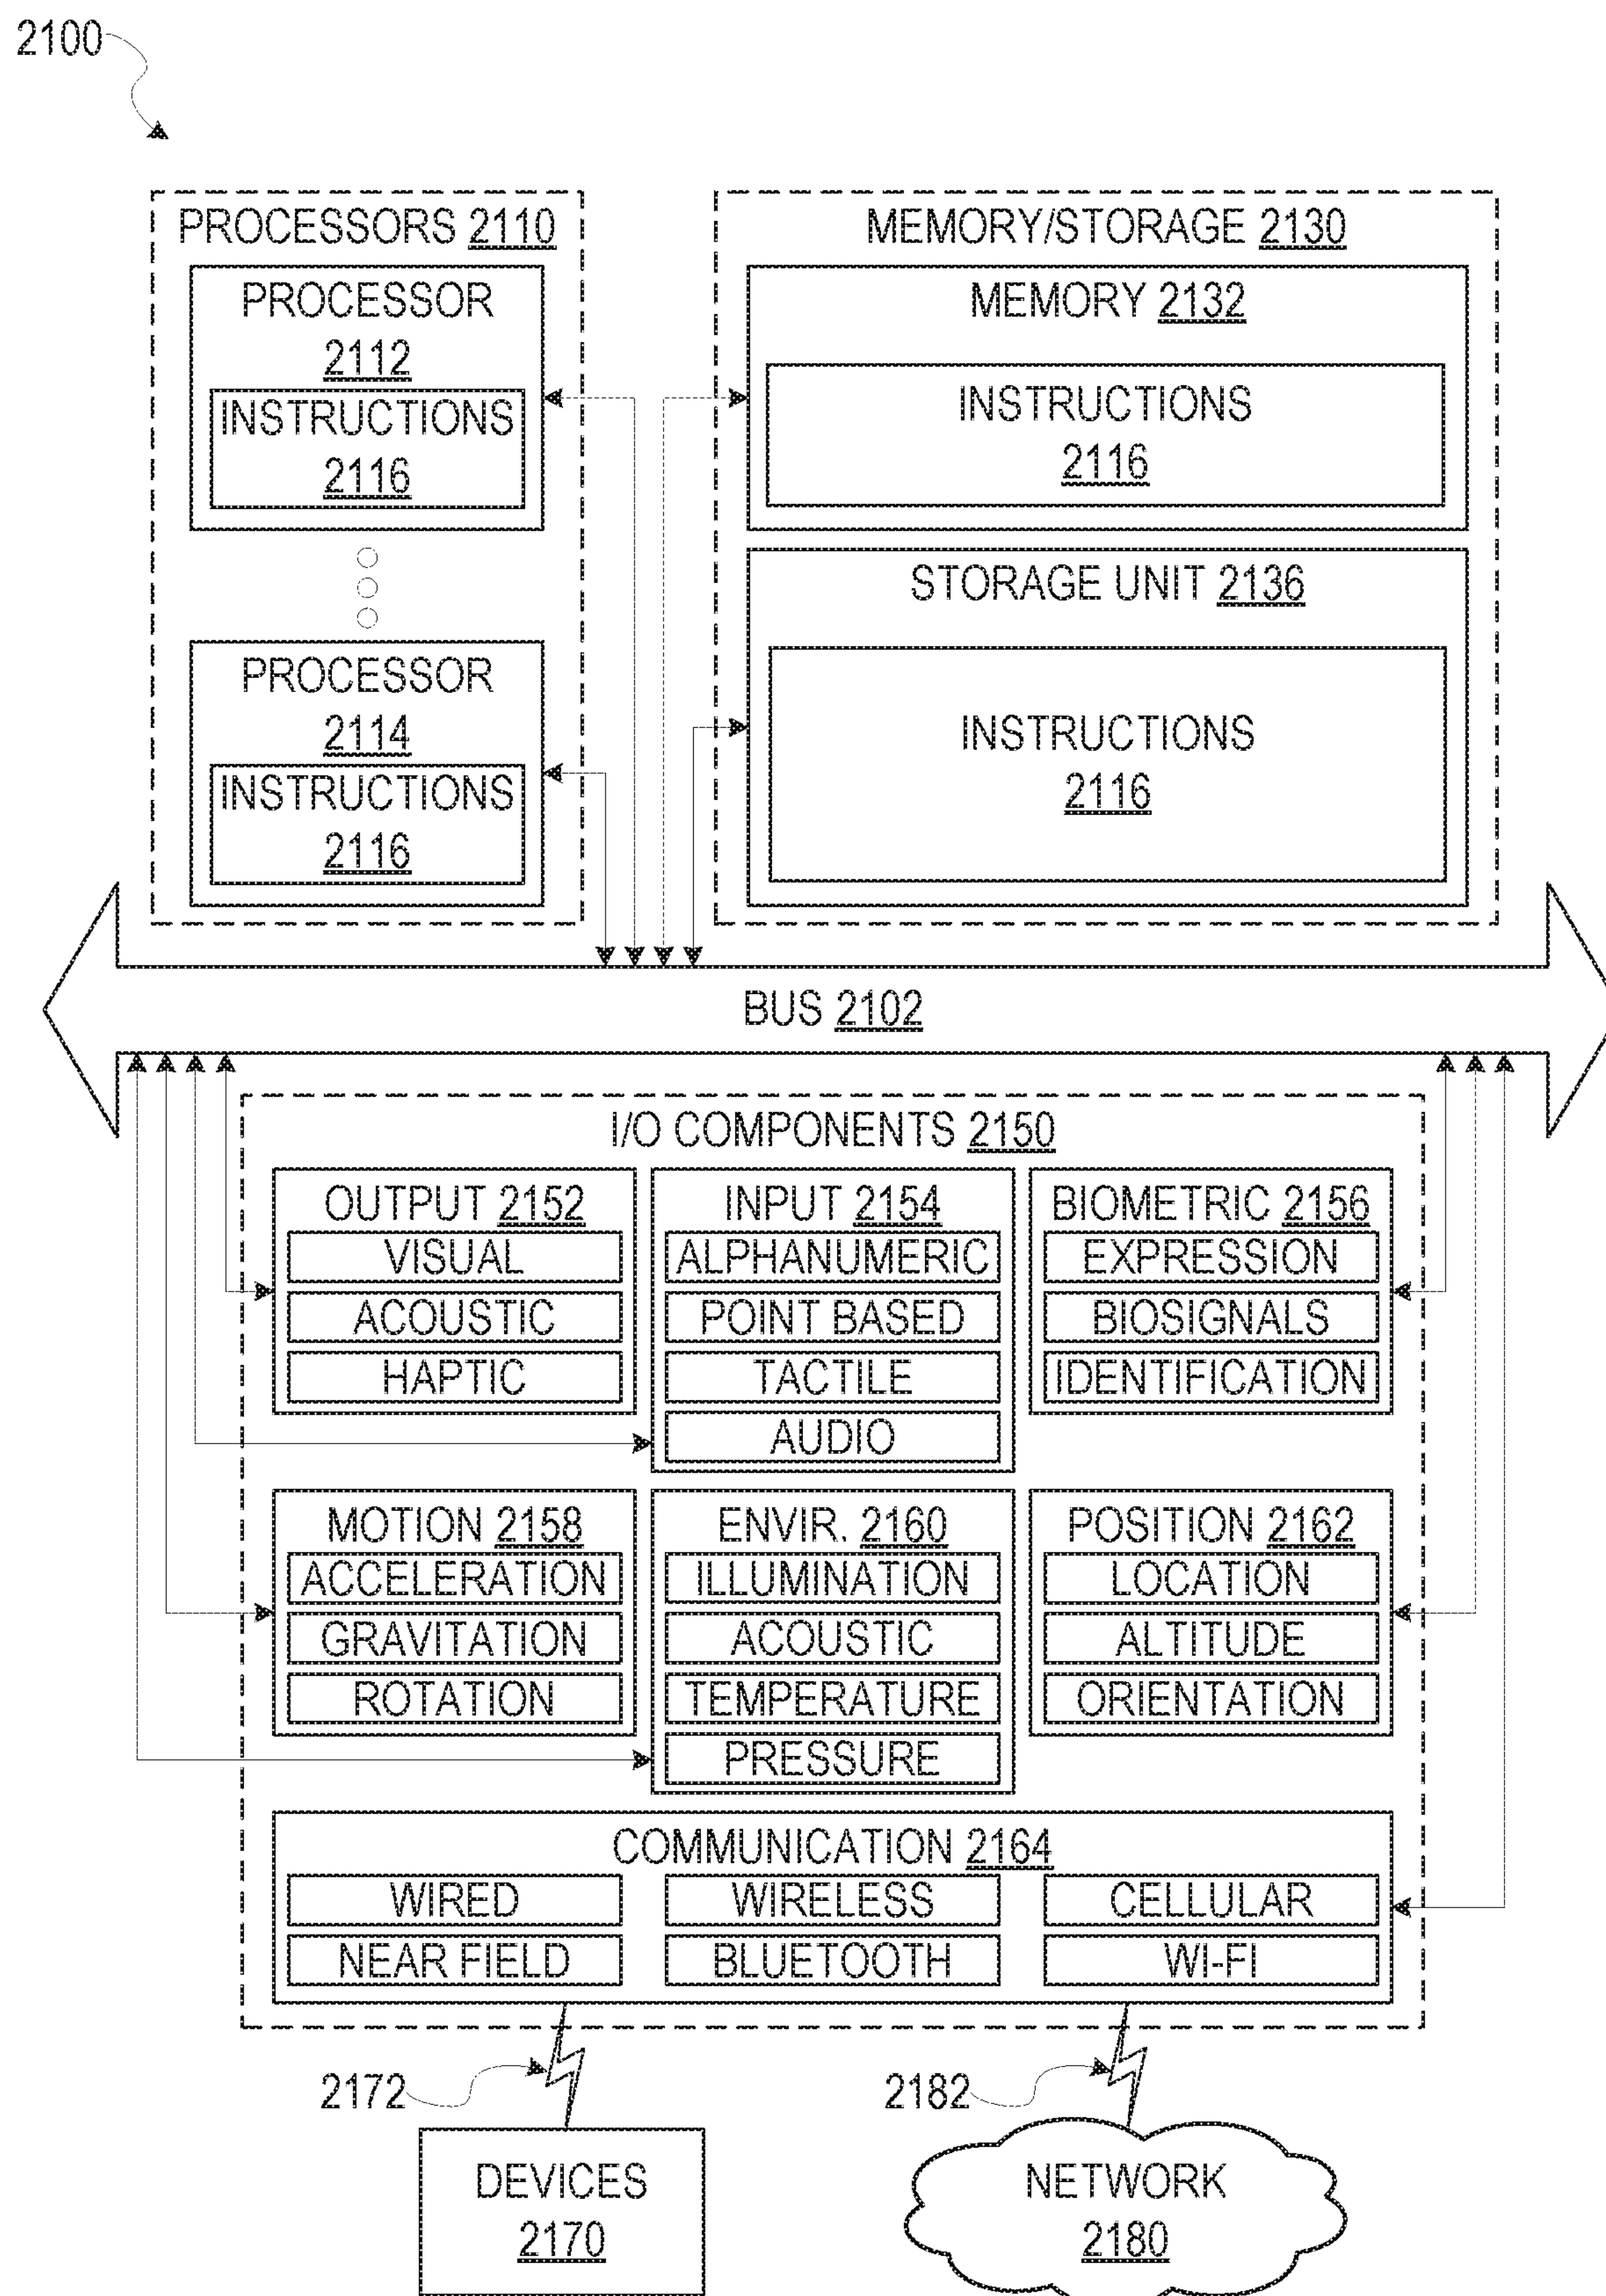 2100
PROCESSORS 2110
PROCESSOR
2112
INSTRUCTIONS
2116
PROCESSOR
2114
INSTRUCTIONS
2116
MEMORY/STORAGE 2130
MEMORY 2132
INSTRUCTIONS
2116
STORAGE UNIT 2136
INSTRUCTIONS
2116
BUS 2102
I/O COMPONENTS 2150
OUTPUT 2152
VISUAL
ACOUSTIC
HAPTIC
INPUT 2154
ALPHANUMERIC
POINT BASED
TACTILE
AUDIO
BIOMETRIC 2156
EXPRESSION
BIOSIGNALS
IDENTIFICATION
MOTION 2158
ACCELERATION
GRAVITATION
ROTATION
ENVIR. 2160
ILLUMINATION
ACOUSTIC
TEMPERATURE
PRESSURE
POSITION 2162
LOCATION
ALTITUDE
ORIENTATION
COMMUNICATION 2164
WIRED
WIRELESS
CELLULAR
NEAR FIELD
BLUETOOTH
WI-FI
2172
2182
DEVICES
2170
NETWORK
2180